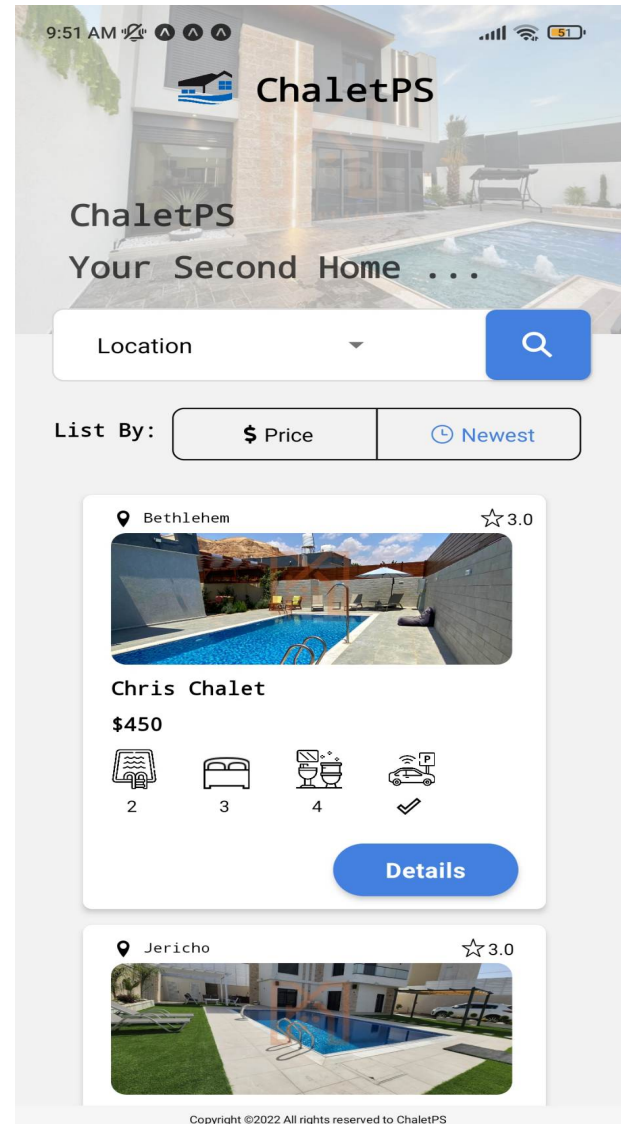 9:51 AM
51
ChaletPS
ChaletPS
Your Second Home ...
Location
List By:
$ Price
Newest
Bethlehem
3.0
Chris Chalet
$450
P
2
3
4
Details
Jericho
3.0
Copyright ©2022 All rights reserved to ChaletPS